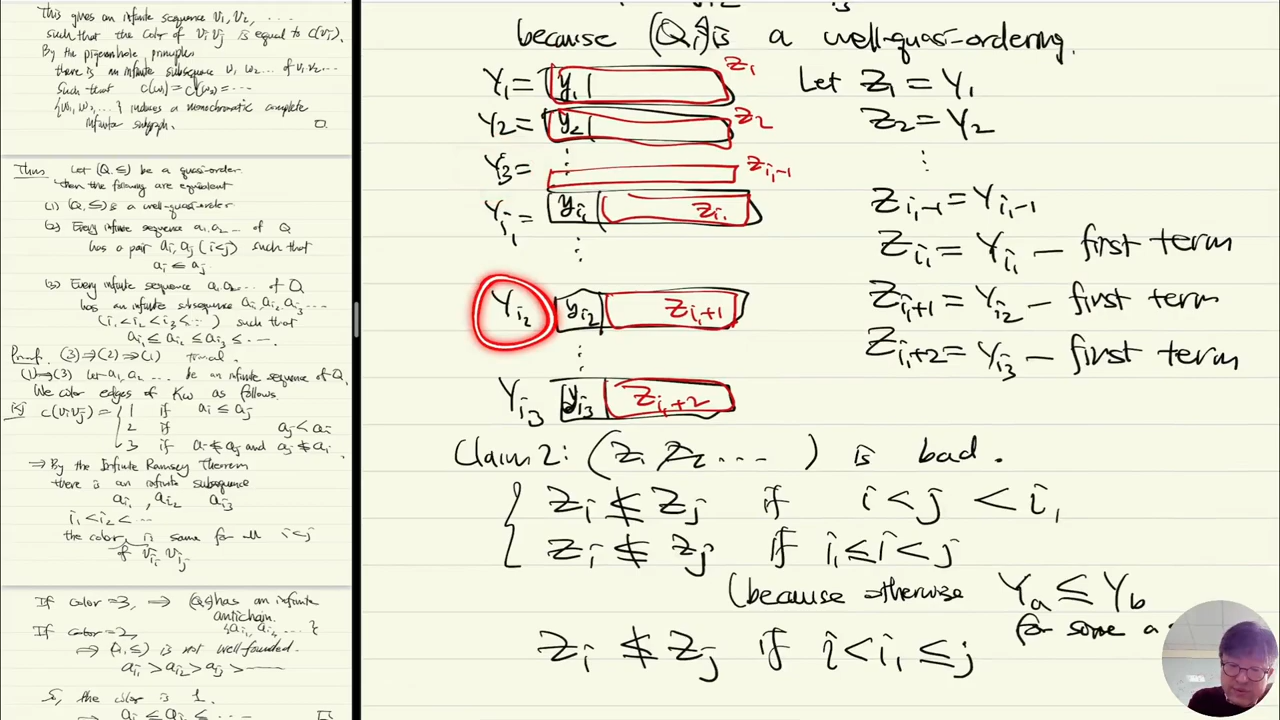 This gives an infinite sequence v1, v2, ....
such that the color of vi vj is equal to c(vi).
By the pigeonhole principle
there is an infinite subsequence w1, w2... of v1 v2...
such that c(w1) = c(w2) = ...
{w1, w2, ...} induces a monochromatic complete
infinite subgraph. □
Thm Let (Q, ≤) be a quasi-order
then the following are equivalent
(1) (Q, ≤) is a well-quasi-order
(2) Every infinite sequence a1, a2 ... of Q
has a pair ai, aj (i<j) such that
ai ≤ aj
(3) Every infinite sequence a1 a2... of Q
has an infinite subsequence ai1 ai2 ai3 ...
(i1 < i2 < i3 < ...) such that
ai1 ≤ ai2 ≤ ai3 ≤ ...
Proof. (3) ⇒ (2) ⇒ (1) trivial.
(1) ⇒ (3) Let a1, a2 ... be an infinite sequence of Q.
We color edges of Kω as follows
i<j c(vi vj) = { 1 if ai ≤ aj
2 if aj < ai
3 if ai ≰ aj and aj ≰ ai
⇒ By the Infinite Ramsey Theorem
there is an infinite subsequence
ai1, ai2 ai3
i1 < i2 < ...
the color is same for all i<j
of vii vij
If color = 3, ⇒ (Q, ≤) has an infinite
antichain.
If color = 2,
⇒ (Q, ≤) is not well-founded.
ai1 > ai2 > ai3 > ——
So, the color is 1.
⇒ ai1 ≤ ai2 ≤ ... □
because (Q, ≤) is a well-quasi-ordering.
Y1 = y1 Z1 Let Z1 = Y1
Y2 = y2 Z2 Z2 = Y2
Y3 = ⋮ Zi1-1 ⋮
Zi1-1 = Yi1-1
Yi1 = yi1 Zi1 Zi1 = Yi1 – first term
⋮
Yi2 yi2 Zi1+1 Zi1+1 = Yi2 – first term
⋮
Yi3 yi3 Zi1+2 Zi1+2 = Yi3 – first term
Claim 2: (Z1 Z2 .... ) is bad.
{ Zi ≰ Zj if i < j < i1
Zi ≰ Zj if i1 ≤ i < j
(because otherwise Ya ≤ Yb
for some a
Zi ≰ Zj if i < i1 ≤ j